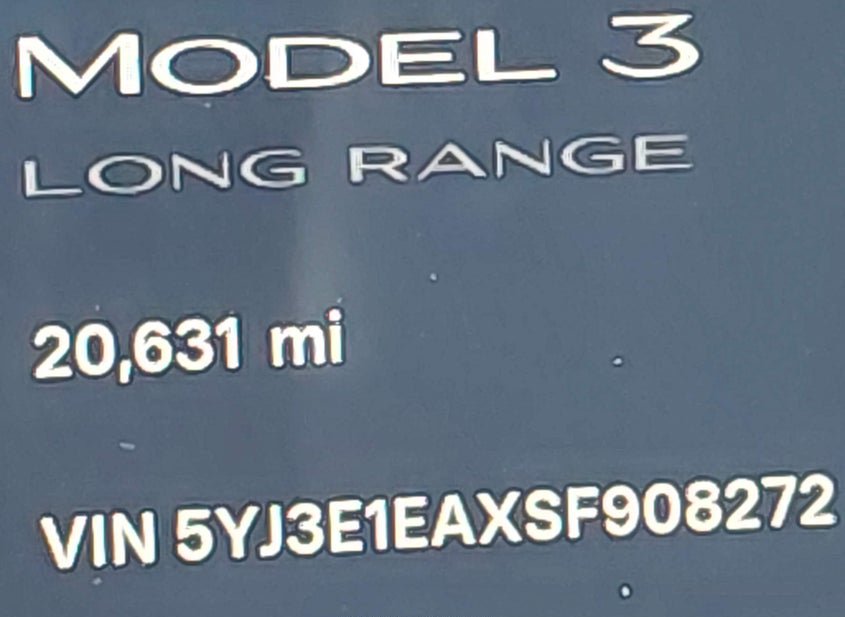 MODEL 3
LONG RANGE
20,631 mi
VIN 5YJ3E1EAXSF908272